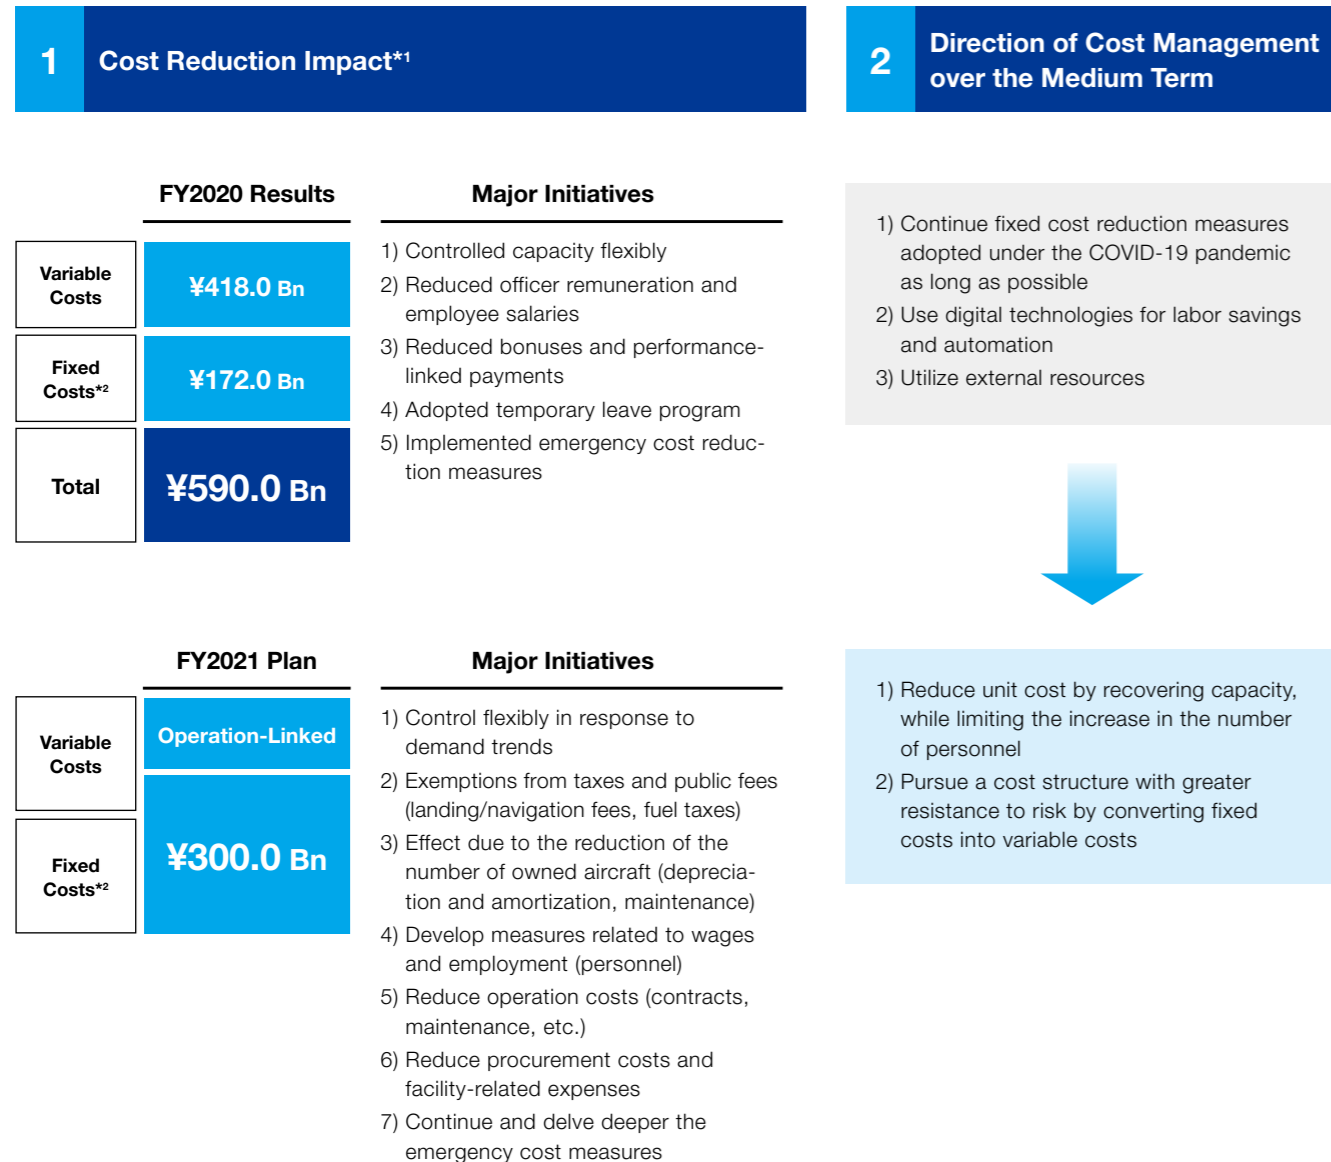 1
Cost Reduction Impact*1
FY2020 Results
Major Initiatives
Variable
Costs
¥418.0 Bn
Fixed
Costs*2
¥172.0 Bn
Total
¥590.0 Bn
1) Controlled capacity flexibly
2) Reduced officer remuneration and
employee salaries
3) Reduced bonuses and performance-
linked payments
4) Adopted temporary leave program
5) Implemented emergency cost reduc-
tion measures
FY2021 Plan
Major Initiatives
Variable
Costs
Operation-Linked
Fixed
Costs*2
¥300.0 Bn
1) Control flexibly in response to
demand trends
2) Exemptions from taxes and public fees
(landing/navigation fees, fuel taxes)
3) Effect due to the reduction of the
number of owned aircraft (deprecia-
tion and amortization, maintenance)
4) Develop measures related to wages
and employment (personnel)
5) Reduce operation costs (contracts,
maintenance, etc.)
6) Reduce procurement costs and
facility-related expenses
7) Continue and delve deeper the
emergency cost measures
2
Direction of Cost Management
over the Medium Term
1) Continue fixed cost reduction measures
adopted under the COVID-19 pandemic
as long as possible
2) Use digital technologies for labor savings
and automation
3) Utilize external resources
1) Reduce unit cost by recovering capacity,
while limiting the increase in the number
of personnel
2) Pursue a cost structure with greater
resistance to risk by converting fixed
costs into variable costs